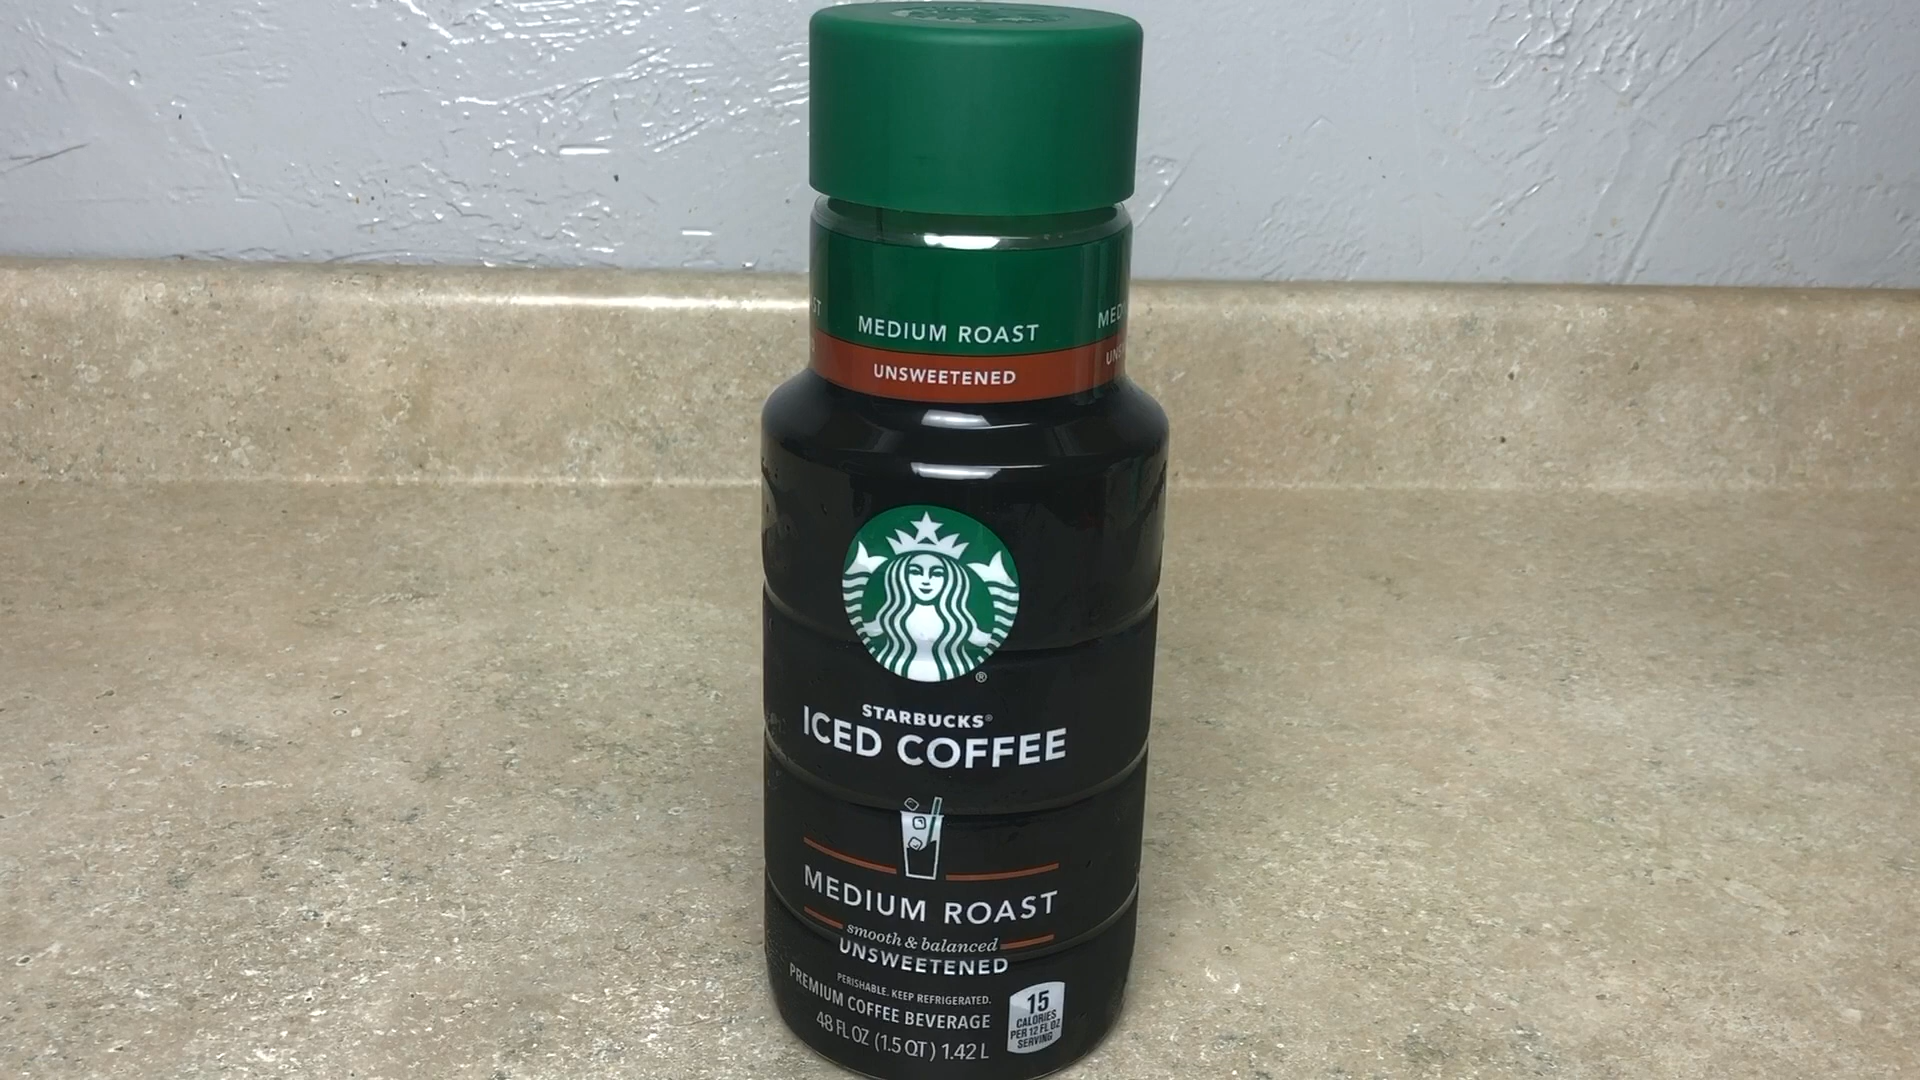 MEDIUM ROAST
UNSWEETENED
STARBUCKS®
ICED COFFEE
MEDIUM ROAST
smooth & balanced
UNSWEETENED
PERISHABLE. KEEP REFRIGERATED.
PREMIUM COFFEE BEVERAGE
48 FL OZ (1.5 QT) 1.42 L
15
CALORIES
PER 12 FL OZ
SERVING